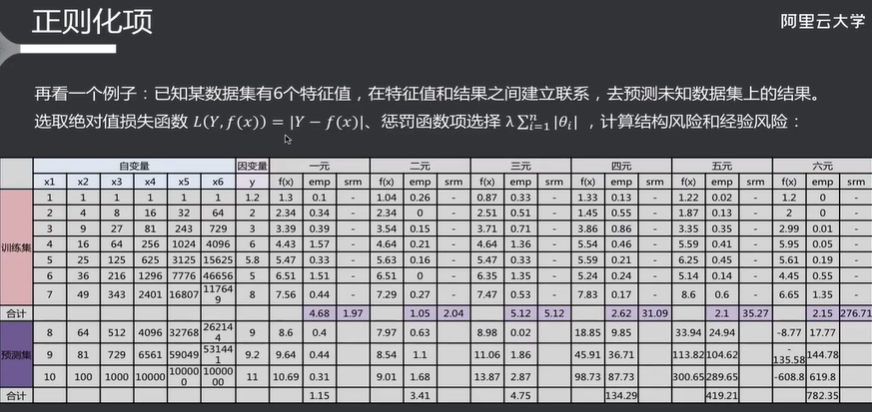 正则化项
阿里云大学
再看一个例子：已知某数据集有6个特征值，在特征值和结果之间建立联系，去预测未知数据集上的结果。
选取绝对值损失函数 L(Y, f(x)) = |Y − f(x)|、惩罚函数项选择 λ∑ⁿᵢ₌₁|θᵢ| ，计算结构风险和经验风险：
自变量 因变量 一元 二元 三元 四元 五元 六元
x1 x2 x3 x4 x5 x6 y f(x) emp srm f(x) emp srm f(x) emp srm f(x) emp srm f(x) emp srm f(x) emp srm
训练集
1 1 1 1 1 1 1.2 1.3 0.1 - 1.04 0.26 - 0.87 0.33 - 1.33 0.13 - 1.22 0.02 - 1.2 0 -
2 4 8 16 32 64 2 2.34 0.34 - 2.34 0 - 2.51 0.51 - 1.45 0.55 - 1.87 0.13 - 2 0 -
3 9 27 81 243 729 3 3.39 0.39 - 3.54 0.15 - 3.71 0.71 - 3.86 0.86 - 3.35 0.35 - 2.99 0.01 -
4 16 64 256 1024 4096 6 4.43 1.57 - 4.64 0.21 - 4.64 1.36 - 5.54 0.46 - 5.59 0.41 - 5.95 0.05 -
5 25 125 625 3125 15625 5.8 5.47 0.33 - 5.63 0.16 - 5.47 0.33 - 5.59 0.21 - 6.25 0.45 - 5.61 0.19 -
6 36 216 1296 7776 46656 5 6.51 1.51 - 6.51 0 - 6.35 1.35 - 5.24 0.24 - 5.14 0.14 - 4.45 0.55 -
7 49 343 2401 16807 117649 8 7.56 0.44 - 7.29 0.27 - 7.47 0.53 - 7.83 0.17 - 8.6 0.6 - 6.65 1.35 -
合计 4.68 1.97 1.05 2.04 5.12 5.12 2.62 31.09 2.1 35.27 2.15 276.71
预测集
8 64 512 4096 32768 262144 9 8.6 0.4 7.97 0.63 8.98 0.02 18.85 9.85 33.94 24.94 -8.77 17.77
9 81 729 6561 59049 531441 9.2 9.64 0.44 8.54 1.1 11.06 1.86 45.91 36.71 113.82 104.62 -135.58 144.78
10 100 1000 10000 100000 1000000 11 10.69 0.31 9.01 1.68 13.87 2.87 98.73 87.73 300.65 289.65 -608.8 619.8
合计 1.15 3.41 4.75 134.29 419.21 782.35